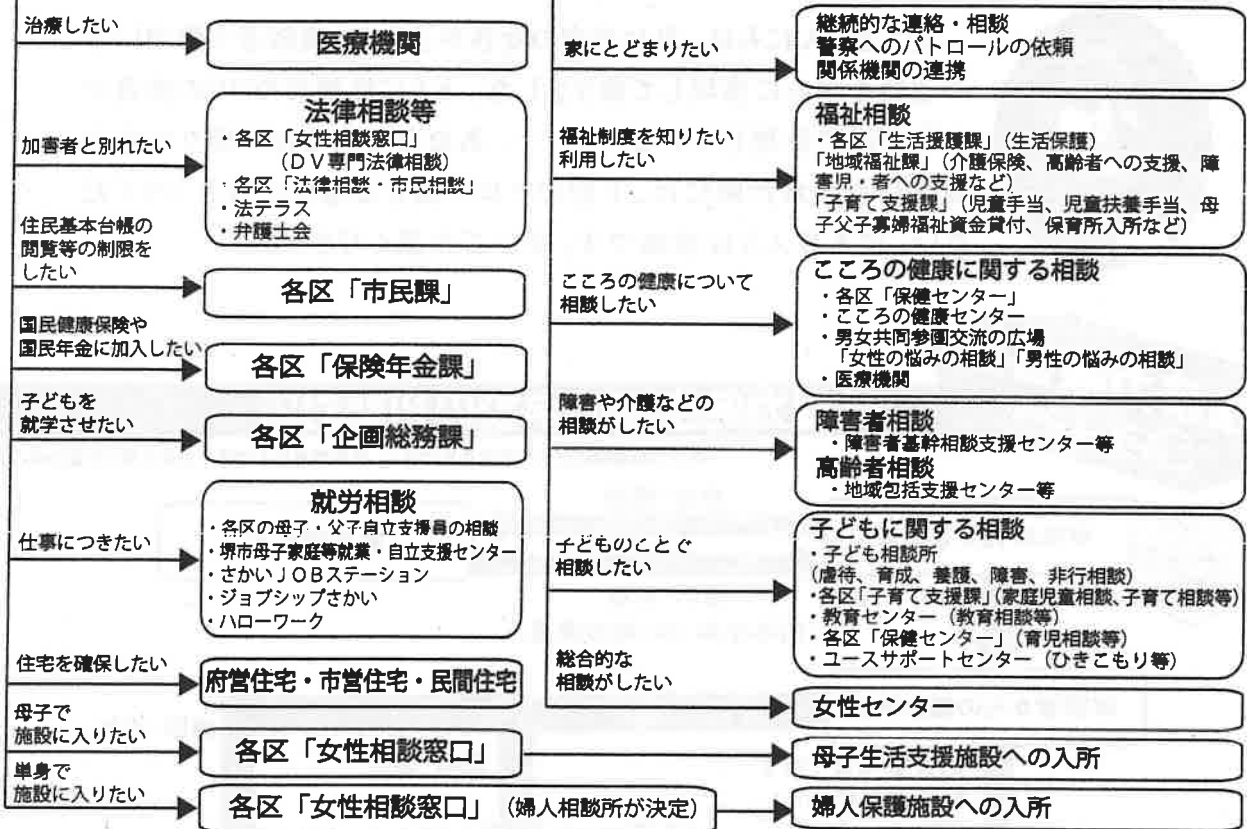 治療したい
医療機関
加害者と別れたい
法律相談等
・各区「女性相談窓口」
（ＤＶ専門法律相談）
・各区「法律相談・市民相談」
・法テラス
・弁護士会
住民基本台帳の
閲覧等の制限を
したい
各区「市民課」
国民健康保険や
国民年金に加入したい
各区「保険年金課」
子どもを
就学させたい
各区「企画総務課」
仕事につきたい
就労相談
・各区の母子・父子自立支援員の相談
・堺市母子家庭等就業・自立支援センター
・さかいＪＯＢステーション
・ジョブシップさかい
・ハローワーク
住宅を確保したい
府営住宅・市営住宅・民間住宅
母子で
施設に入りたい
各区「女性相談窓口」
母子生活支援施設への入所
単身で
施設に入りたい
各区「女性相談窓口」（婦人相談所が決定）
婦人保護施設への入所
家にとどまりたい
継続的な連絡・相談
警察へのパトロールの依頼
関係機関の連携
福祉制度を知りたい
利用したい
福祉相談
・各区「生活援護課」（生活保護）
「地域福祉課」（介護保険、高齢者への支援、障
害児・者への支援など）
「子育て支援課」（児童手当、児童扶養手当、母
子父子寡婦福祉資金貸付、保育所入所など）
こころの健康について
相談したい
こころの健康に関する相談
・各区「保健センター」
・こころの健康センター
・男女共同参画交流の広場
「女性の悩みの相談」「男性の悩みの相談」
・医療機関
障害や介護などの
相談がしたい
障害者相談
・障害者基幹相談支援センター等
高齢者相談
・地域包括支援センター等
子どものことで
相談したい
子どもに関する相談
・子ども相談所
（虐待、育成、養護、障害、非行相談）
・各区「子育て支援課」（家庭児童相談、子育て相談等）
・教育センター（教育相談等）
・各区「保健センター」（育児相談等）
・ユースサポートセンター（ひきこもり等）
総合的な
相談がしたい
女性センター